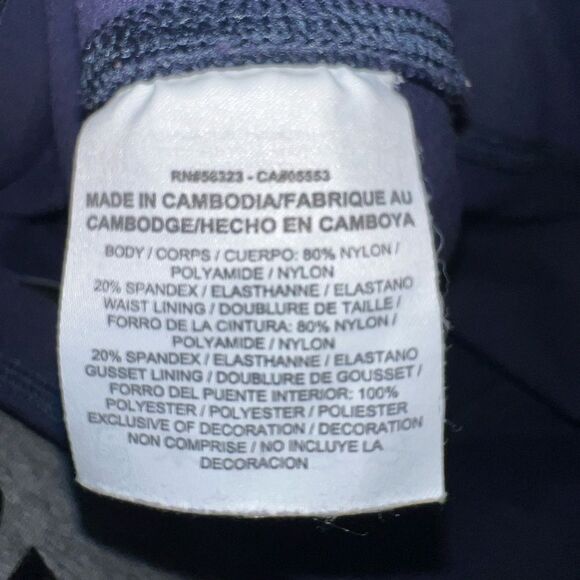 RN#56323 - CA#05553
MADE IN CAMBODIA/FABRIQUE AU
CAMBODGE/HECHO EN CAMBOYA
BODY / CORPS / CUERPO: 80% NYLON /
POLYAMIDE / NYLON
20% SPANDEX / ELASTHANNE / ELASTANO
WAIST LINING / DOUBLURE DE TAILLE /
FORRO DE LA CINTURA: 80% NYLON /
POLYAMIDE / NYLON
20% SPANDEX / ELASTHANNE / ELASTANO
GUSSET LINING / DOUBLURE DE GOUSSET /
FORRO DEL PUENTE INTERIOR: 100%
POLYESTER / POLYESTER / POLIESTER
EXCLUSIVE OF DECORATION / DECORATION
NON COMPRISE / NO INCLUYE LA
DECORACION